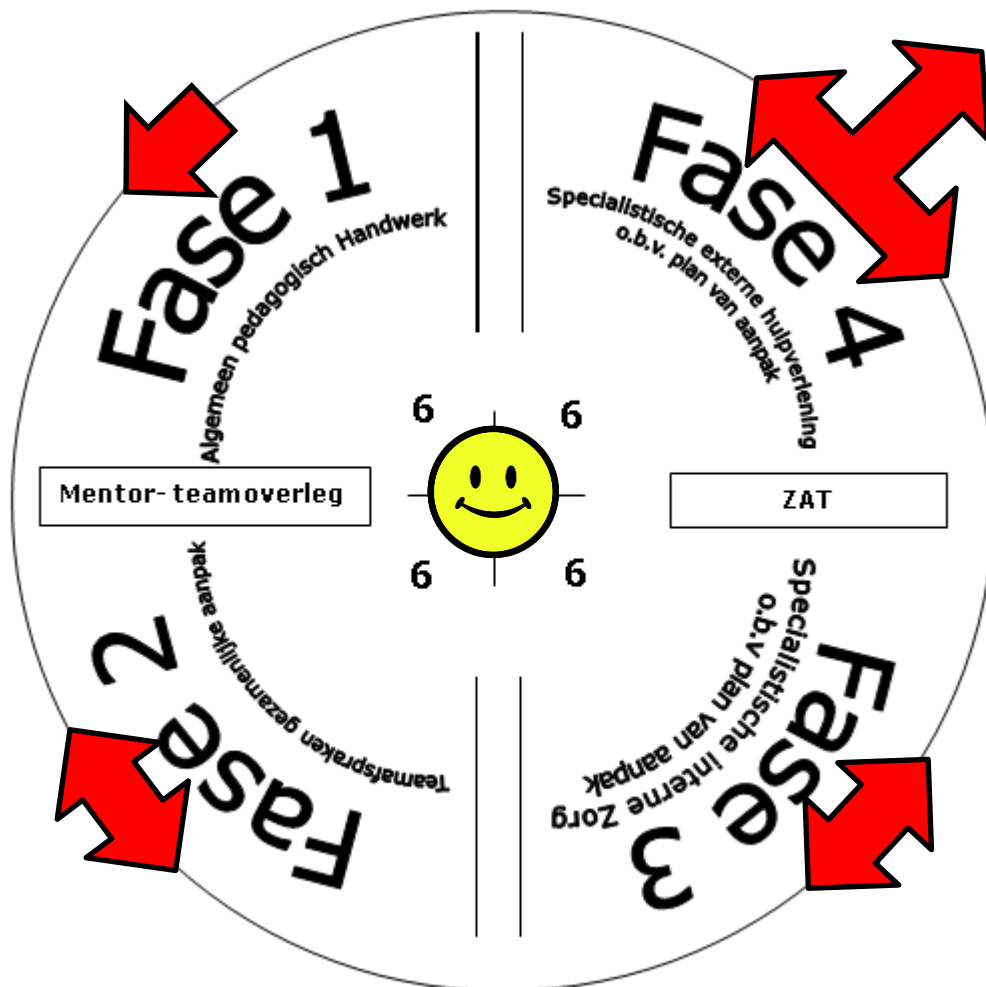 Fase 1
Algemeen pedagogisch Handwerk
Fase 4
Specialistische externe hulpverlening
o.b.v. plan van aanpak
6
6
Mentor- teamoverleg
ZAT
6
6
Fase 2
Teamafspraken gezamenlijke aanpak
Fase 3
Specialistische interne Zorg
o.b.v plan van aanpak